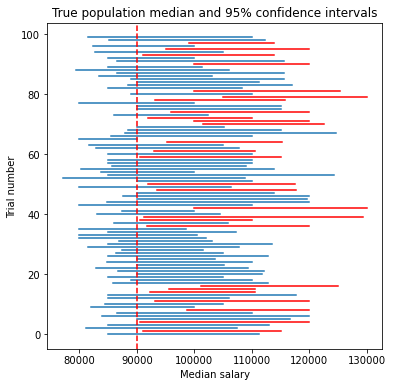 True population median and 95% confidence intervals
100
80
60
40
20
0
Trial number
80000 90000 100000 110000 120000 130000
Median salary